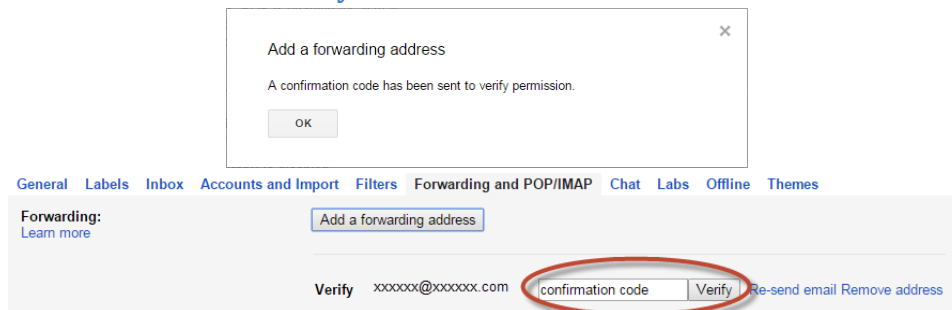 Add a forwarding address
×
A confirmation code has been sent to verify permission.
OK
General Labels Inbox Accounts and Import Filters Forwarding and POP/IMAP Chat Labs Offline Themes
Forwarding:
Learn more
Add a forwarding address
Verify xxxxxx@xxxxxx.com confirmation code Verify Re-send email Remove address